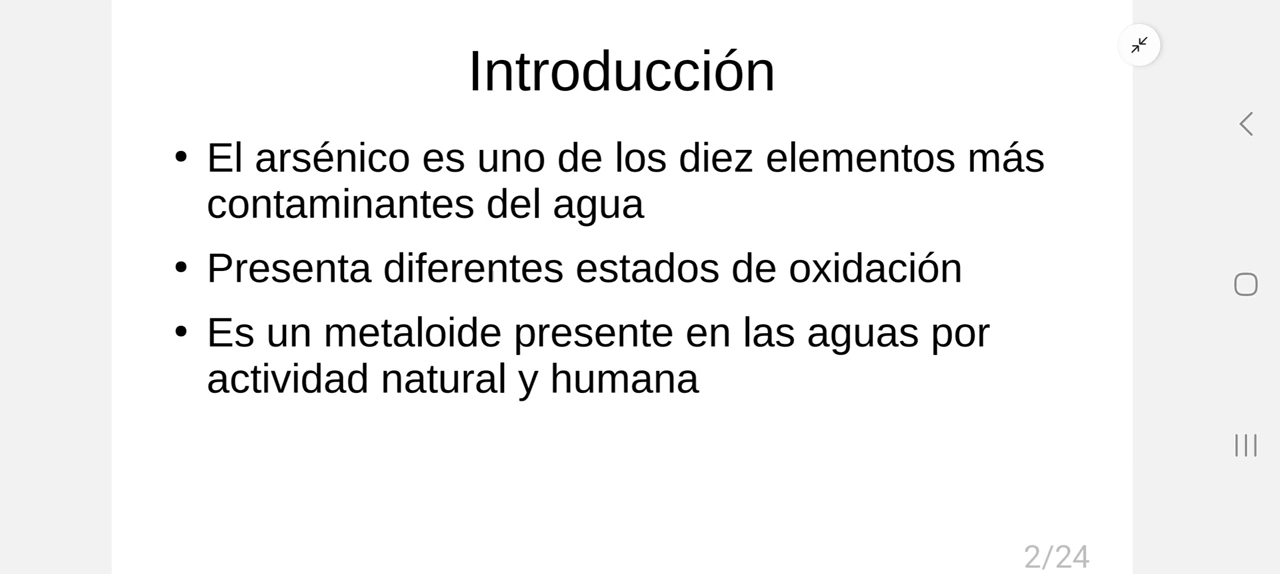 Introducción
• El arsénico es uno de los diez elementos más
contaminantes del agua
• Presenta diferentes estados de oxidación
• Es un metaloide presente en las aguas por
actividad natural y humana
2/24